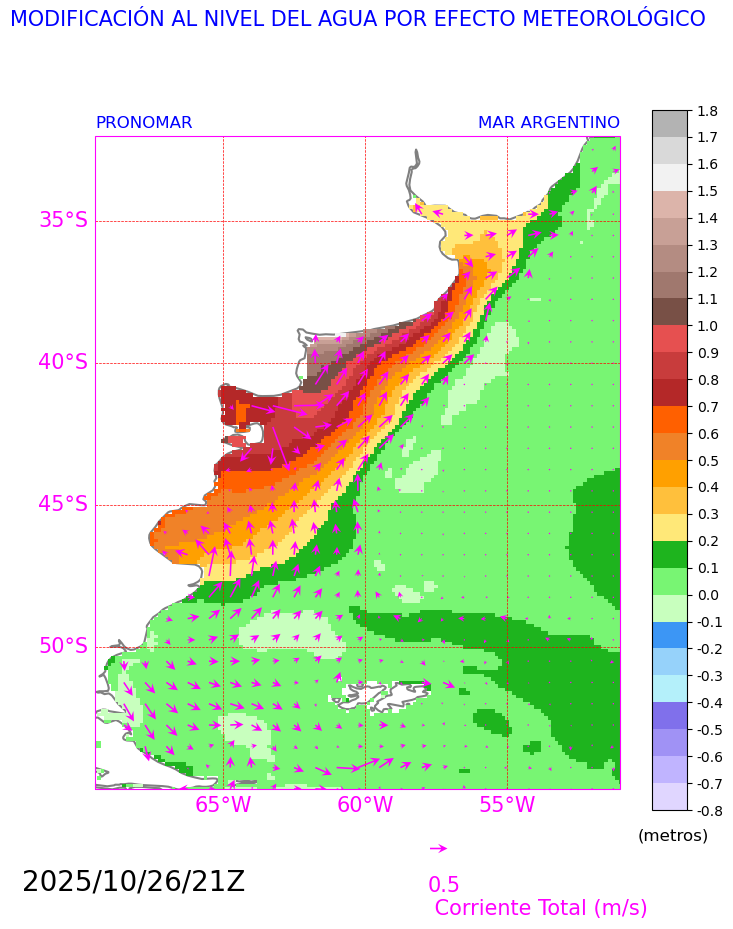 MODIFICACIÓN AL NIVEL DEL AGUA POR EFECTO METEOROLÓGICO
PRONOMAR
MAR ARGENTINO
35°S
40°S
45°S
50°S
65°W
60°W
55°W
1.8
1.7
1.6
1.5
1.4
1.3
1.2
1.1
1.0
0.9
0.8
0.7
0.6
0.5
0.4
0.3
0.2
0.1
0.0
-0.1
-0.2
-0.3
-0.4
-0.5
-0.6
-0.7
-0.8
(metros)
2025/10/26/21Z
0.5
Corriente Total (m/s)